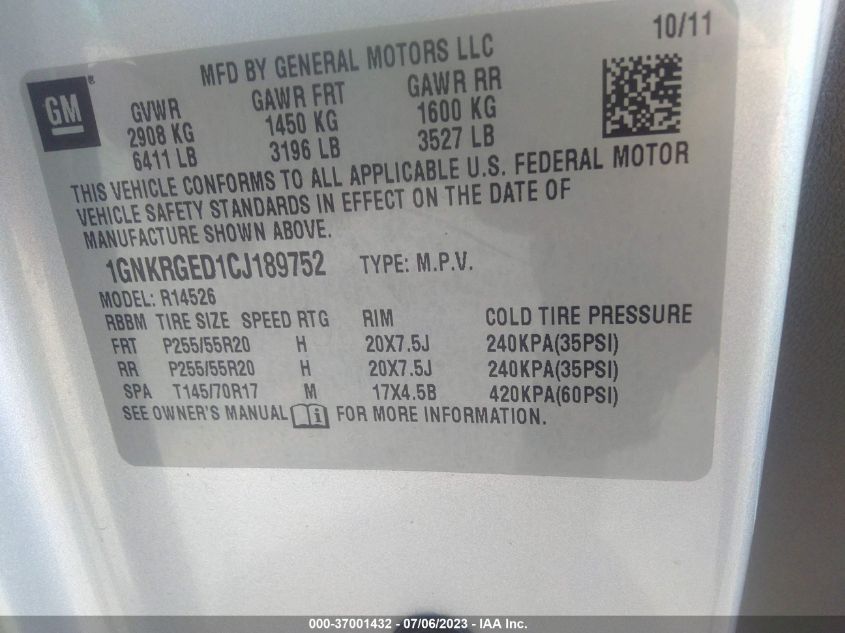 10/11
MFD BY GENERAL MOTORS LLC
GM®
GVWR GAWR FRT GAWR RR
2908 KG 1450 KG 1600 KG
6411 LB 3196 LB 3527 LB
THIS VEHICLE CONFORMS TO ALL APPLICABLE U.S. FEDERAL MOTOR
VEHICLE SAFETY STANDARDS IN EFFECT ON THE DATE OF
MANUFACTURE SHOWN ABOVE.
1GNKRGED1CJ189752 TYPE: M.P.V.
MODEL: R14526
RBBM TIRE SIZE SPEED RTG RIM COLD TIRE PRESSURE
FRT P255/55R20 H 20X7.5J 240KPA(35PSI)
RR P255/55R20 H 20X7.5J 240KPA(35PSI)
SPA T145/70R17 M 17X4.5B 420KPA(60PSI)
SEE OWNER'S MANUAL FOR MORE INFORMATION.
000-37001432 - 07/06/2023 - IAA Inc.